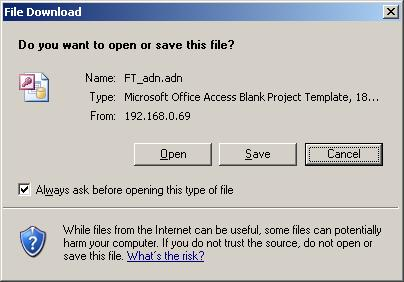 File Download
Do you want to open or save this file?
Name: FT_adn.adn
Type: Microsoft Office Access Blank Project Template, 18...
From: 192.168.0.69
Open Save Cancel
Always ask before opening this type of file
While files from the Internet can be useful, some files can potentially
harm your computer. If you do not trust the source, do not open or
save this file. What's the risk?